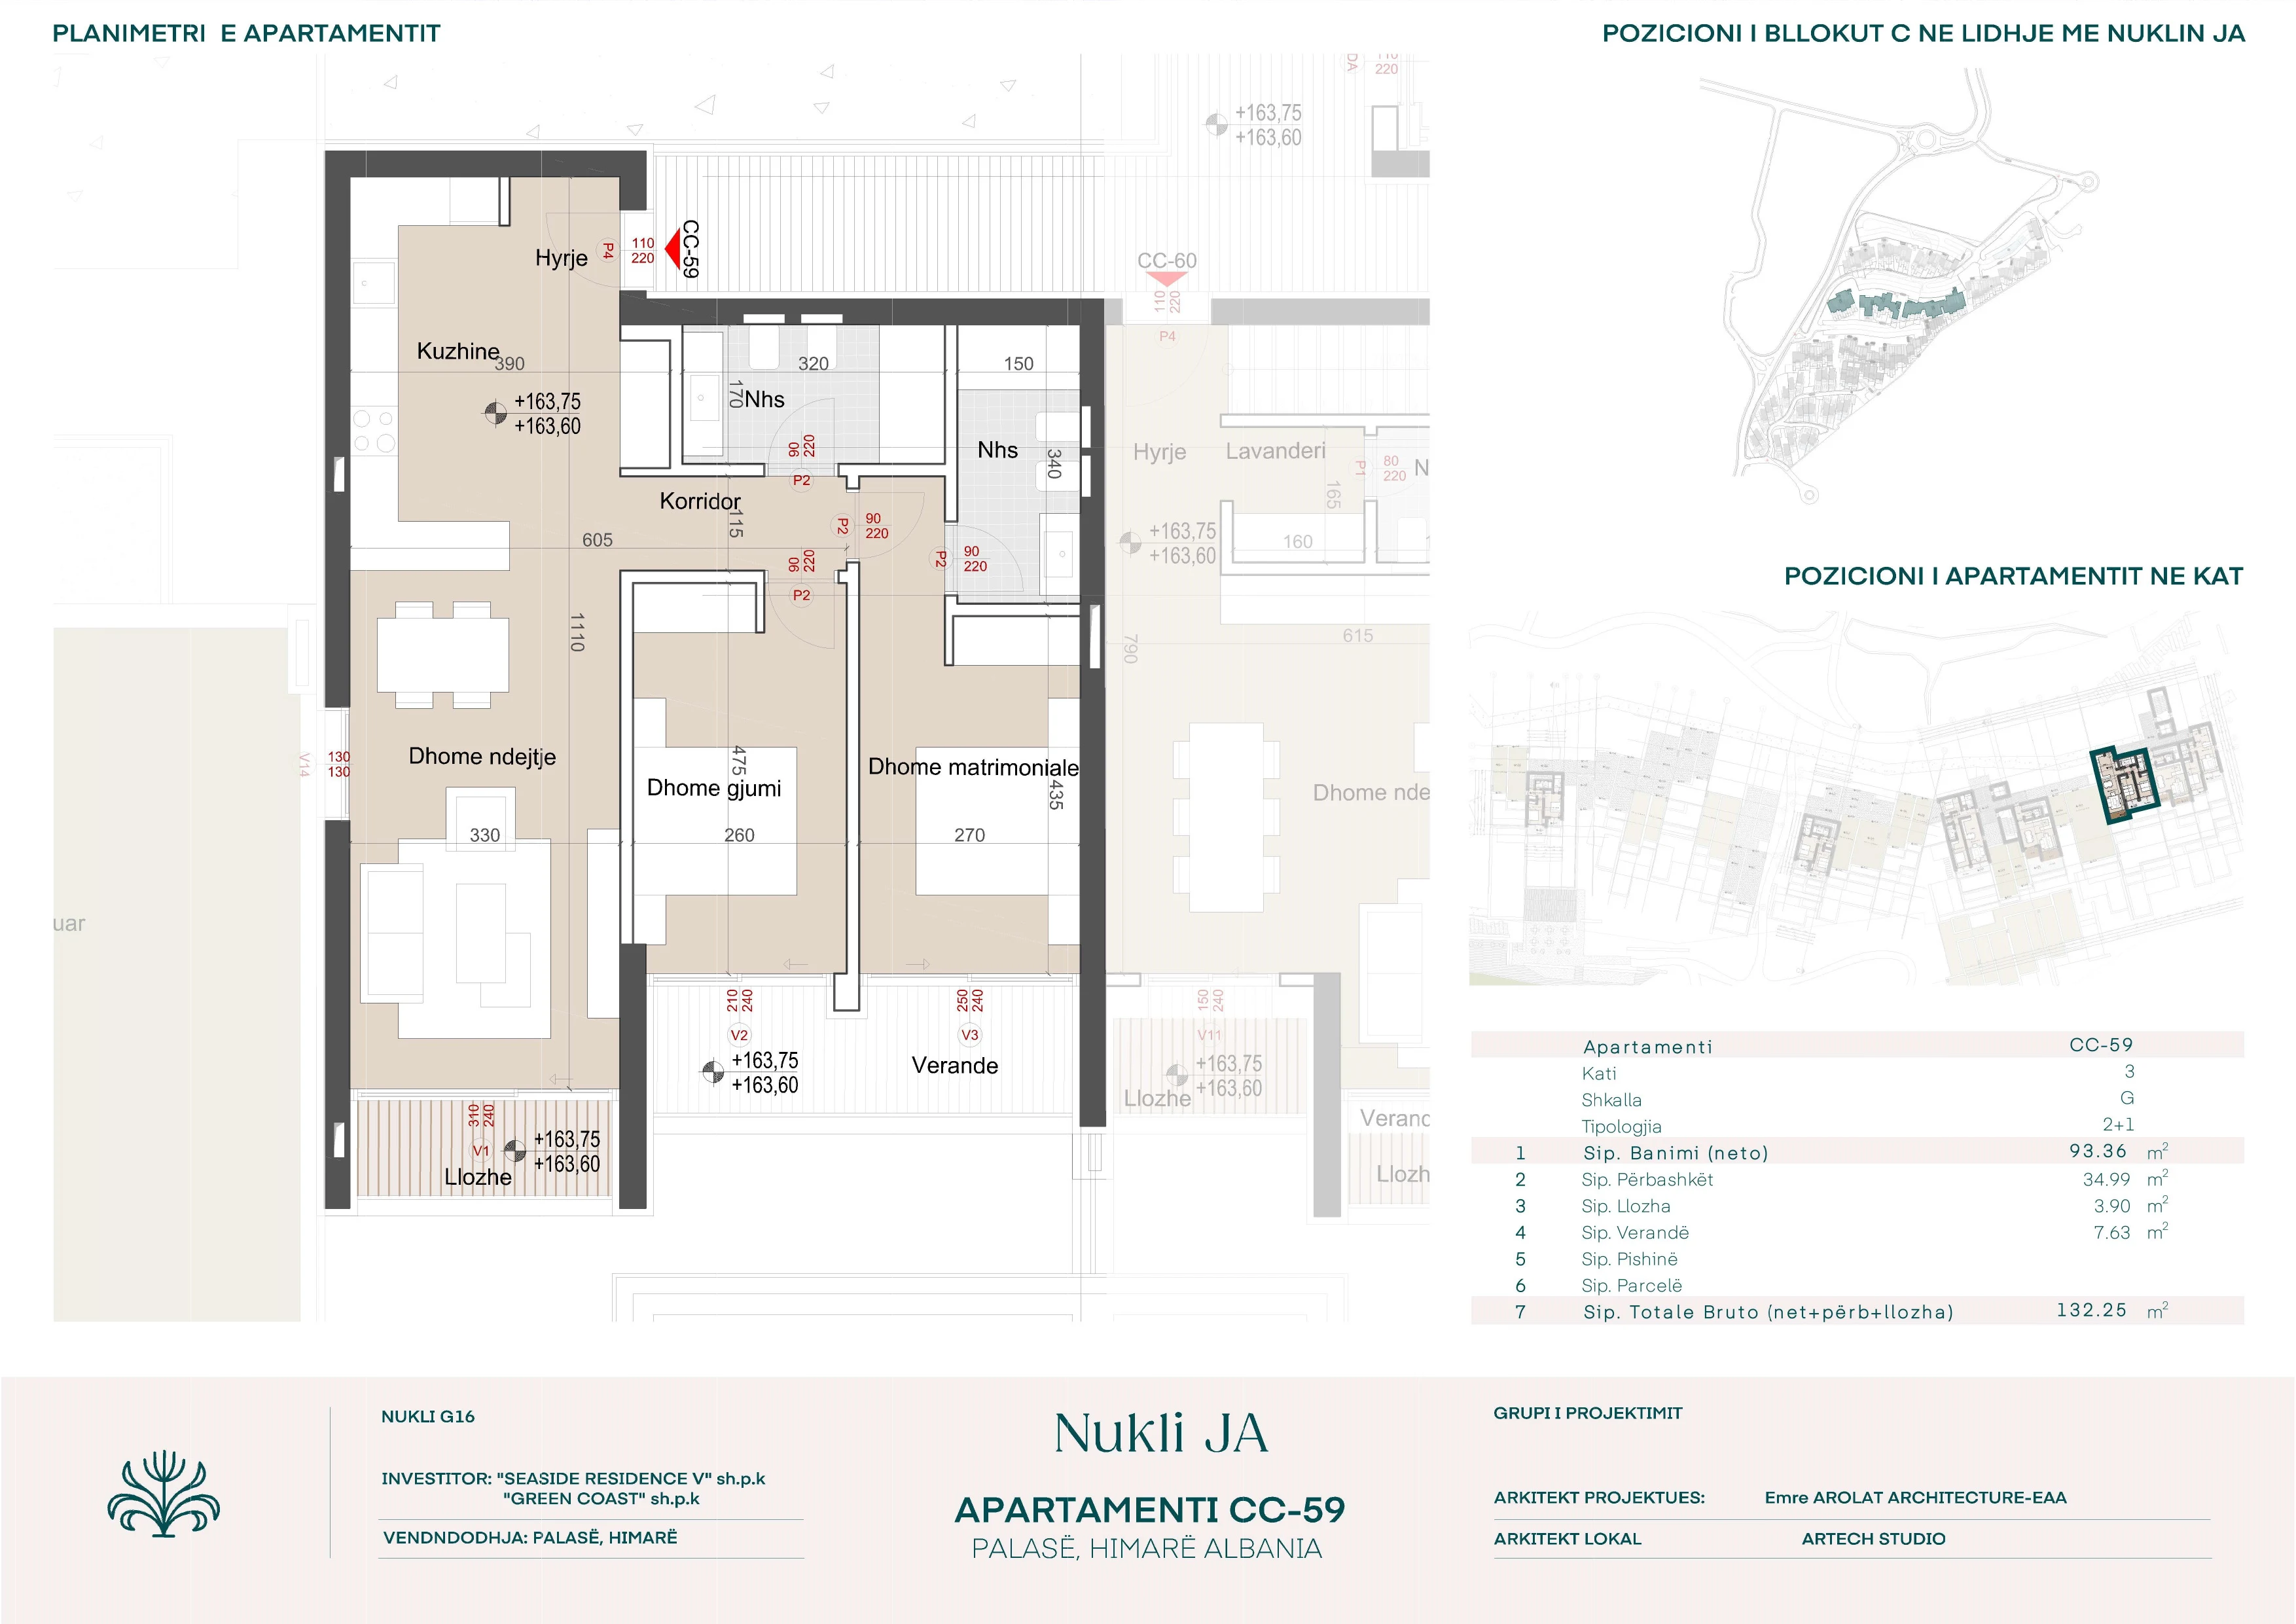 PLANIMETRI E APARTAMENTIT
POZICIONI I BLLOKUT C NE LIDHJE ME NUKLIN JA
DA
110
220
+163,75
+163,60
Hyrje
P4
110
220
CC-59
CC-60
110
220
P4
Kuzhine
390
+163,75
+163,60
320
170
Nhs
150
Nhs
340
90
220
P2
Korridor
115
605
P2
90
220
P2
90
220
90
220
P2
Hyrje
Lavanderi
P1
80
220
N
165
160
+163,75
+163,60
615
790
1110
POZICIONI I APARTAMENTIT NE KAT
V14
130
130
Dhome ndejtje
475
Dhome gjumi
Dhome matrimoniale
435
Dhome nde
330
260
270
uar
210
240
V2
250
240
V3
150
240
V11
+163,75
+163,60
Verande
+163,75
+163,60
Llozhe
310
240
V1
+163,75
+163,60
Llozhe
Verand
Llozh
Apartamenti CC-59
Kati 3
Shkalla G
Tipologjia 2+1
1 Sip. Banimi (neto) 93.36 m²
2 Sip. Përbashkët 34.99 m²
3 Sip. Llozha 3.90 m²
4 Sip. Verandë 7.63 m²
5 Sip. Pishinë
6 Sip. Parcelë
7 Sip. Totale Bruto (net+përb+llozha) 132.25 m²
NUKLI G16
INVESTITOR: "SEASIDE RESIDENCE V" sh.p.k
"GREEN COAST" sh.p.k
VENDNDODHJA: PALASË, HIMARË
Nukli JA
APARTAMENTI CC-59
PALASË, HIMARË ALBANIA
GRUPI I PROJEKTIMIT
ARKITEKT PROJEKTUES: Emre AROLAT ARCHITECTURE-EAA
ARKITEKT LOKAL ARTECH STUDIO